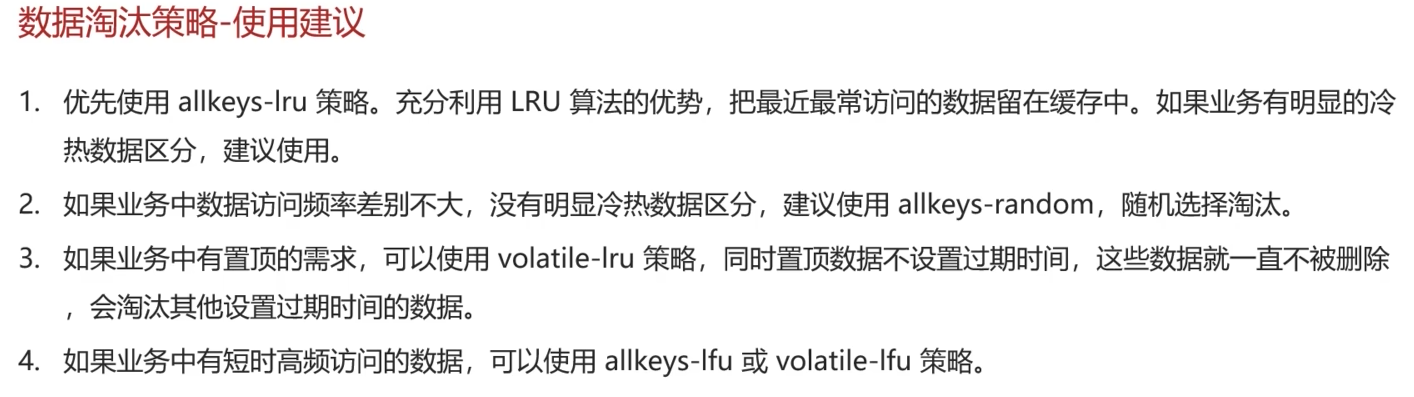 数据淘汰策略-使用建议
1. 优先使用 allkeys-lru 策略。充分利用 LRU 算法的优势，把最近最常访问的数据留在缓存中。如果业务有明显的冷
热数据区分，建议使用。
2. 如果业务中数据访问频率差别不大，没有明显冷热数据区分，建议使用 allkeys-random，随机选择淘汰。
3. 如果业务中有置顶的需求，可以使用 volatile-lru 策略，同时置顶数据不设置过期时间，这些数据就一直不被删除
，会淘汰其他设置过期时间的数据。
4. 如果业务中有短时高频访问的数据，可以使用 allkeys-lfu 或 volatile-lfu 策略。